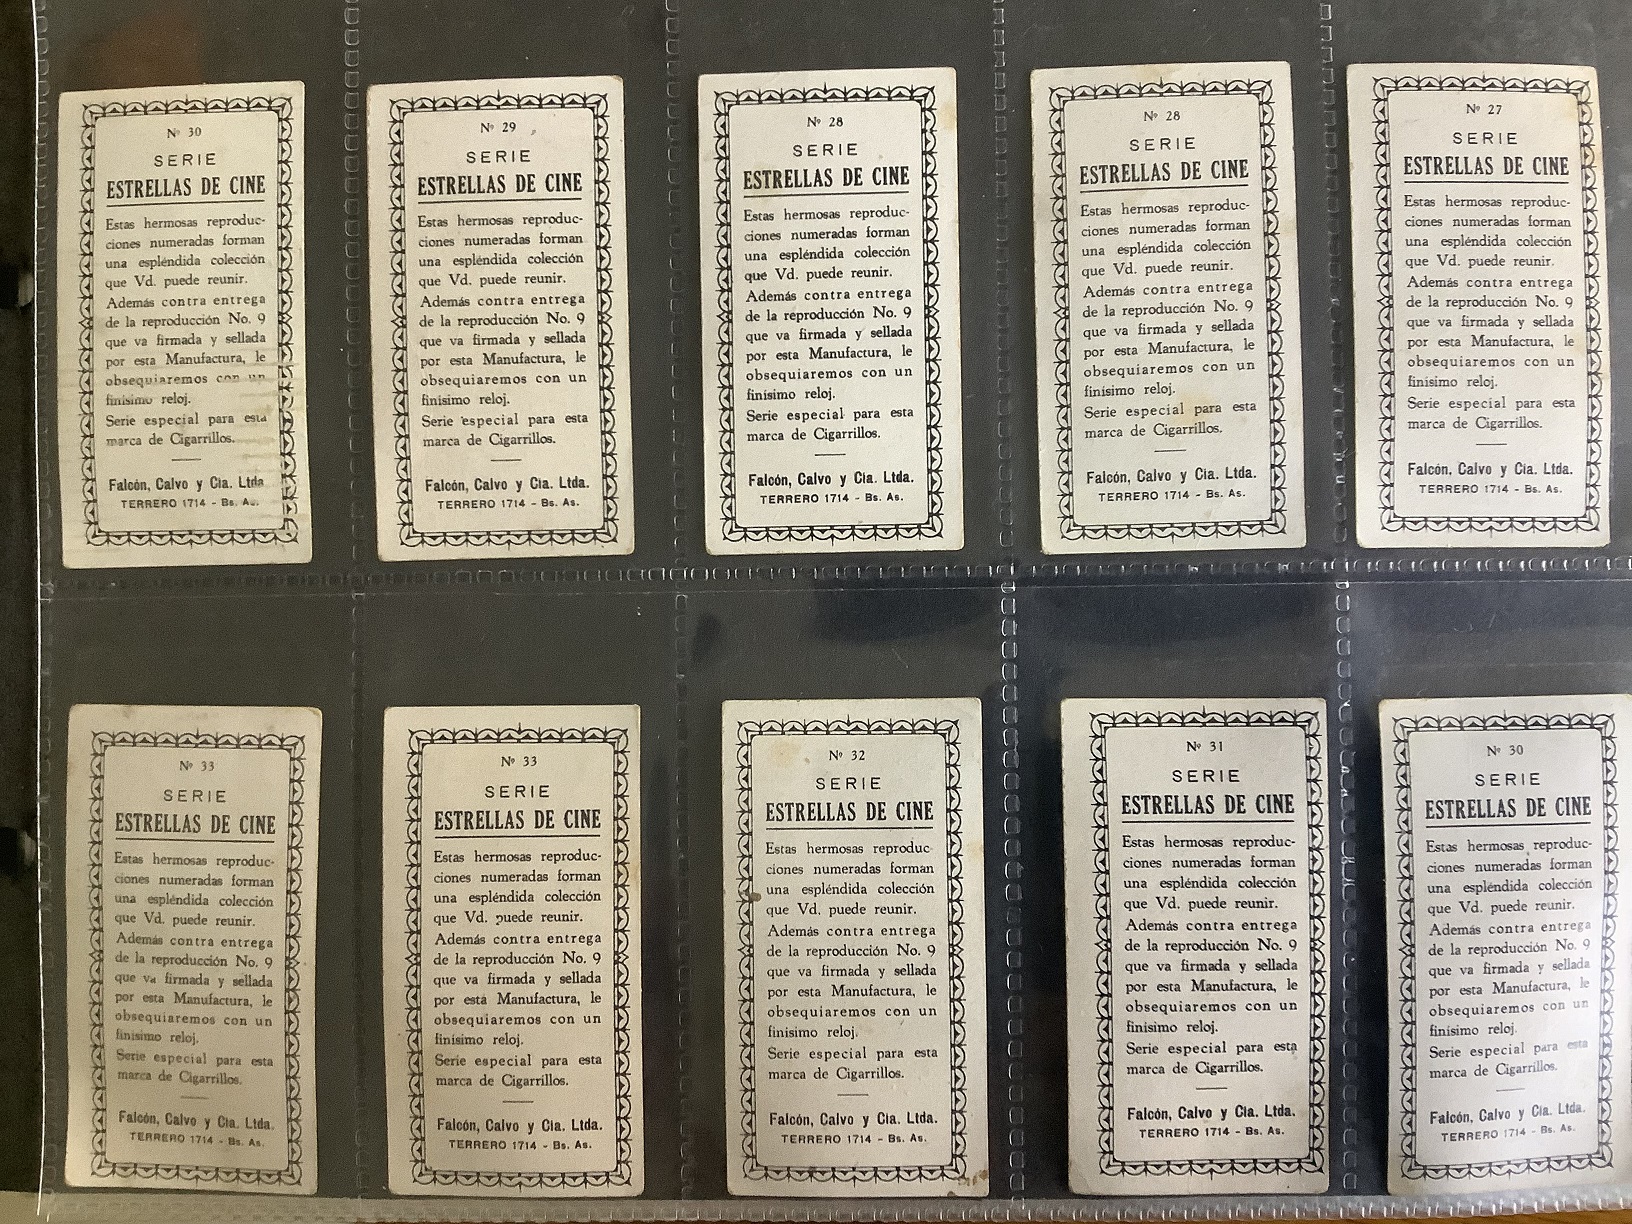 Nº 30
SERIE
ESTRELLAS DE CINE
Estas hermosas reproduc-
ciones numeradas forman
una espléndida colección
que Vd. puede reunir.
Además contra entrega
de la reproducción No. 9
que va firmada y sellada
por esta Manufactura, le
obsequiaremos con un
finísimo reloj.
Serie especial para esta
marca de Cigarrillos.
Falcón, Calvo y Cía. Ltda
TERRERO 1714 - Bs. As.
Nº 29
SERIE
ESTRELLAS DE CINE
Estas hermosas reproduc-
ciones numeradas forman
una espléndida colección
que Vd. puede reunir.
Además contra entrega
de la reproducción No. 9
que va firmada y sellada
por esta Manufactura, le
obsequiaremos con un
finísimo reloj.
Serie especial para esta
marca de Cigarrillos.
Falcón, Calvo y Cía. Ltda.
TERRERO 1714 - Bs. As.
Nº 28
SERIE
ESTRELLAS DE CINE
Estas hermosas reproduc-
ciones numeradas forman
una espléndida colección
que Vd. puede reunir.
Además contra entrega
de la reproducción No. 9
que va firmada y sellada
por esta Manufactura, le
obsequiaremos con un
finísimo reloj.
Serie especial para esta
marca de Cigarrillos.
Falcón, Calvo y Cía. Ltda.
TERRERO 1714 - Bs. As.
Nº 28
SERIE
ESTRELLAS DE CINE
Estas hermosas reproduc-
ciones numeradas forman
una espléndida colección
que Vd. puede reunir.
Además contra entrega
de la reproducción No. 9
que va firmada y sellada
por esta Manufactura, le
obsequiaremos con un
finísimo reloj.
Serie especial para esta
marca de Cigarrillos.
Falcón, Calvo y Cía. Ltda.
TERRERO 1714 - Bs. As.
Nº 27
SERIE
ESTRELLAS DE CINE
Estas hermosas reproduc-
ciones numeradas forman
una espléndida colección
que Vd. puede reunir.
Además contra entrega
de la reproducción No. 9
que va firmada y sellada
por esta Manufactura, le
obsequiaremos con un
finísimo reloj.
Serie especial para esta
marca de Cigarrillos.
Falcón, Calvo y Cía. Ltda.
TERRERO 1714 - Bs. As.
Nº 33
SERIE
ESTRELLAS DE CINE
Estas hermosas reproduc-
ciones numeradas forman
una espléndida colección
que Vd. puede reunir.
Además contra entrega
de la reproducción No. 9
que va firmada y sellada
por esta Manufactura, le
obsequiaremos con un
finísimo reloj.
Serie especial para esta
marca de Cigarrillos.
Falcón, Calvo y Cía. Ltda.
TERRERO 1714 - Bs. As.
Nº 33
SERIE
ESTRELLAS DE CINE
Estas hermosas reproduc-
ciones numeradas forman
una espléndida colección
que Vd. puede reunir.
Además contra entrega
de la reproducción No. 9
que va firmada y sellada
por esta Manufactura, le
obsequiaremos con un
finísimo reloj.
Serie especial para esta
marca de Cigarrillos.
Falcón, Calvo y Cía. Ltda.
TERRERO 1714 - Bs. As.
Nº 32
SERIE
ESTRELLAS DE CINE
Estas hermosas reproduc-
ciones numeradas forman
una espléndida colección
que Vd. puede reunir.
Además contra entrega
de la reproducción No. 9
que va firmada y sellada
por esta Manufactura, le
obsequiaremos con un
finísimo reloj.
Serie especial para esta
marca de Cigarrillos.
Falcón, Calvo y Cía. Ltda.
TERRERO 1714 - Bs. As.
Nº 31
SERIE
ESTRELLAS DE CINE
Estas hermosas reproduc-
ciones numeradas forman
una espléndida colección
que Vd. puede reunir.
Además contra entrega
de la reproducción No. 9
que va firmada y sellada
por esta Manufactura, le
obsequiaremos con un
finísimo reloj.
Serie especial para esta
marca de Cigarrillos.
Falcón, Calvo y Cía. Ltda.
TERRERO 1714 - Bs. As.
Nº 30
SERIE
ESTRELLAS DE CINE
Estas hermosas reproduc-
ciones numeradas forman
una espléndida colección
que Vd. puede reunir.
Además contra entrega
de la reproducción No. 9
que va firmada y sellada
por esta Manufactura, le
obsequiaremos con un
finísimo reloj.
Serie especial para esta
marca de Cigarrillos.
Falcón, Calvo y Cía. Ltda.
TERRERO 1714 - Bs. As.